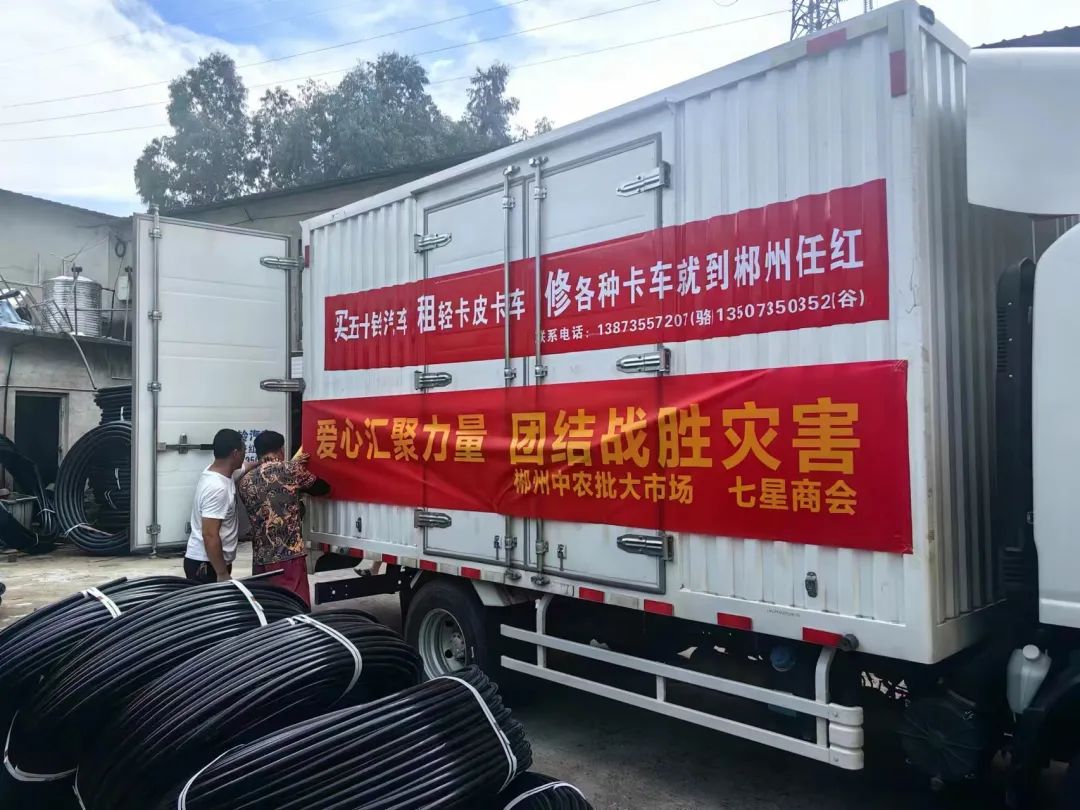 买五十铃汽车 租轻卡皮卡车 修各种卡车就到郴州任红
联系电话：13873557207(骆)13507350352(谷)
爱心汇聚力量 团结战胜灾害
郴州中农批大市场 七星商会